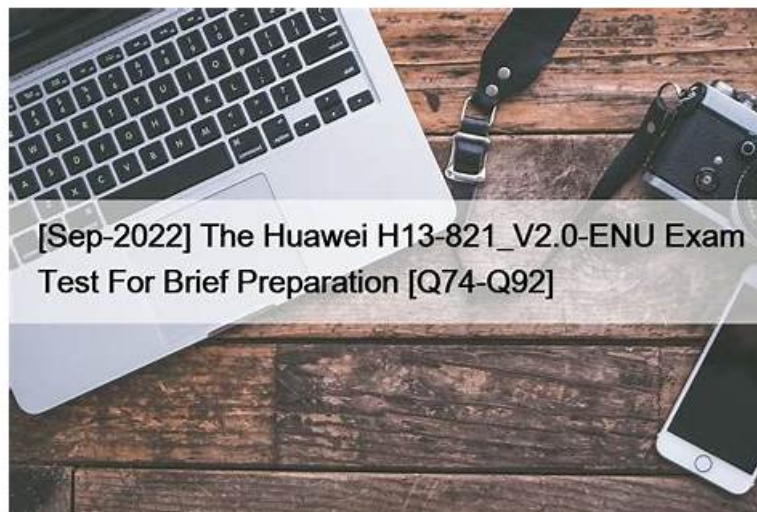 [Sep-2022] The Huawei H13-821_V2.0-ENU Exam
Test For Brief Preparation [Q74-Q92]